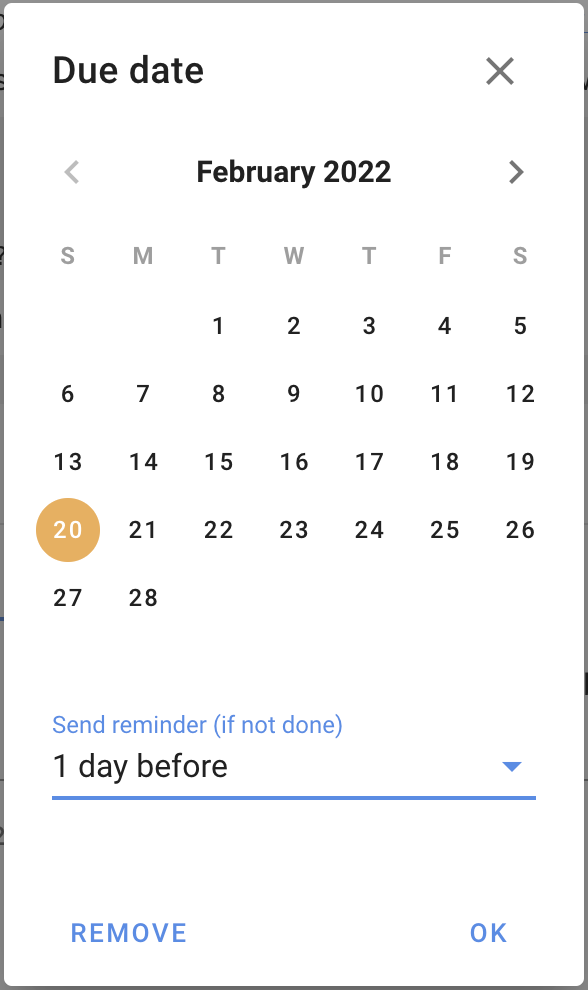 Due date
February 2022
S M T W T F S
1 2 3 4 5
6 7 8 9 10 11 12
13 14 15 16 17 18 19
20 21 22 23 24 25 26
27 28
Send reminder (if not done)
1 day before
REMOVE OK